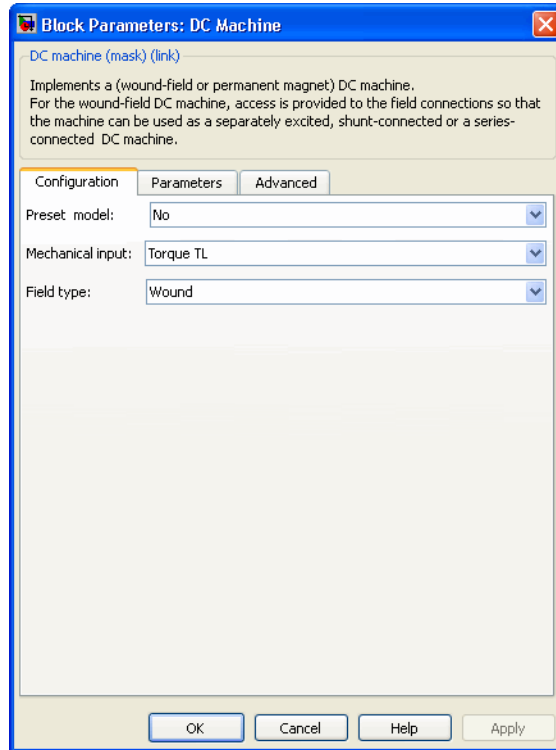 Block Parameters: DC Machine
DC machine (mask) (link)
Implements a (wound-field or permanent magnet) DC machine.
For the wound-field DC machine, access is provided to the field connections so that
the machine can be used as a separately excited, shunt-connected or a series-
connected DC machine.
Configuration Parameters Advanced
Preset model: No
Mechanical input: Torque TL
Field type: Wound
OK Cancel Help Apply